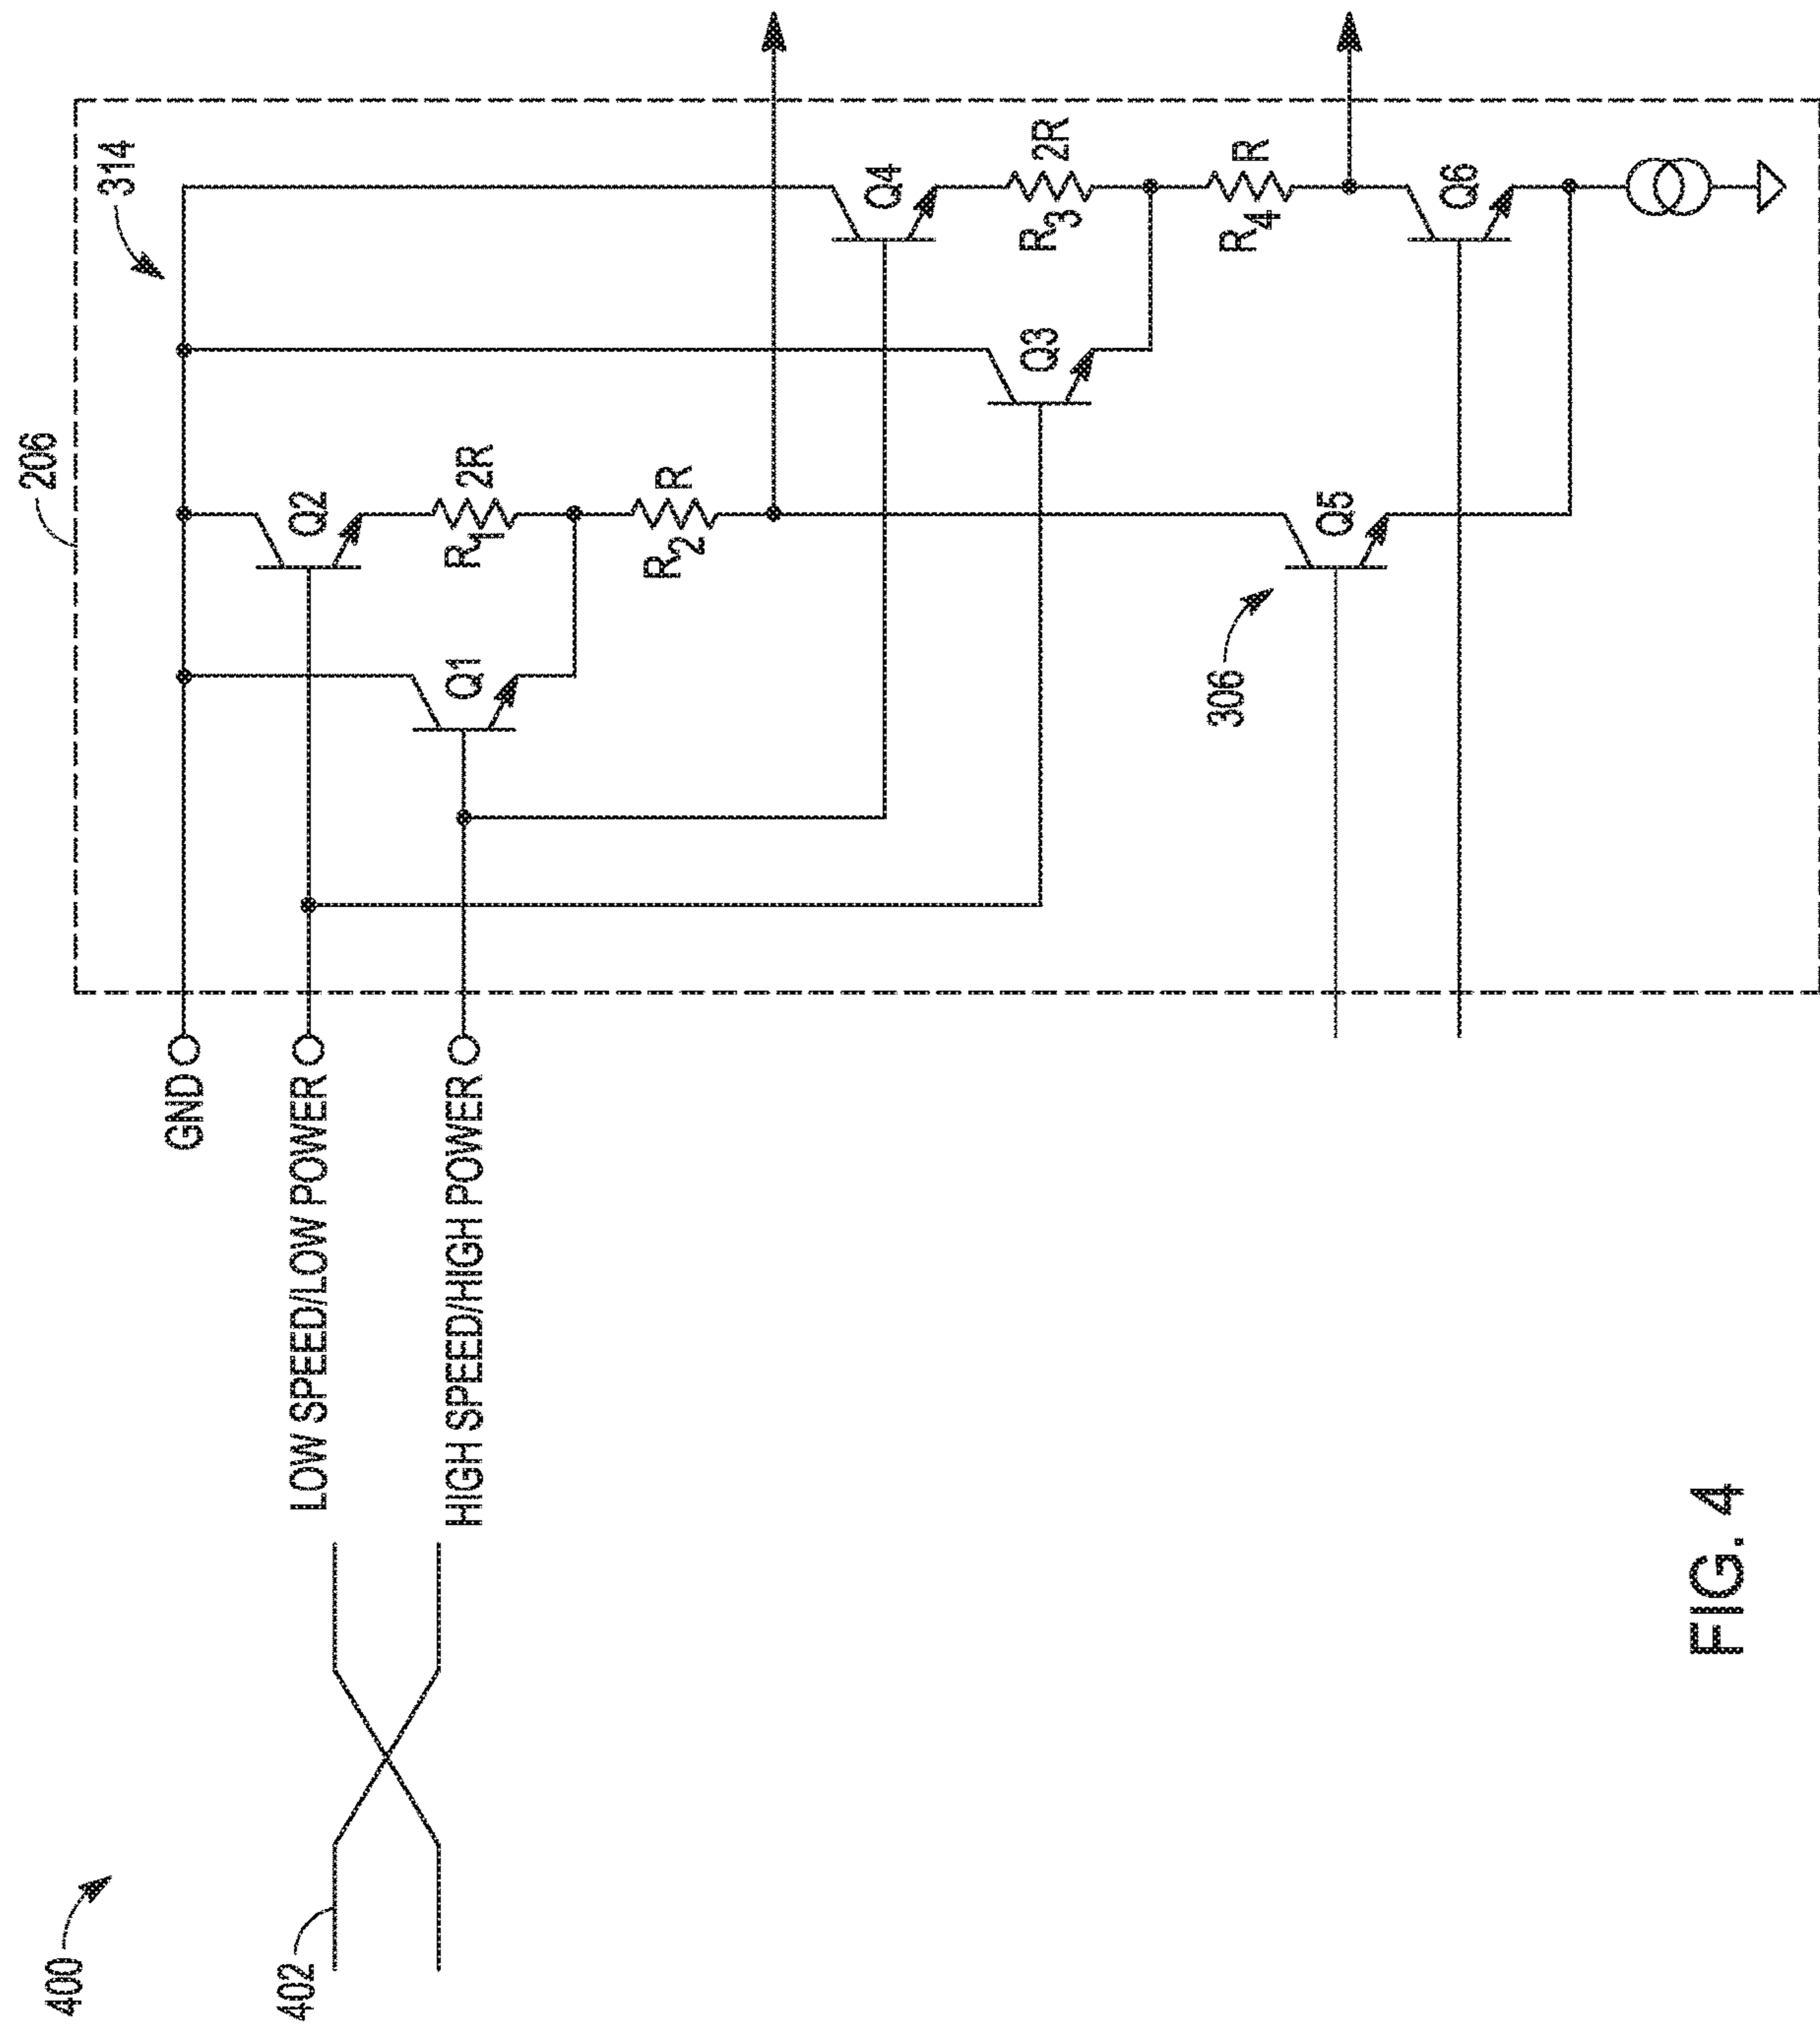 400
402
GND
LOW SPEED/LOW POWER
HIGH SPEED/HIGH POWER
206
314
Q2
R1 2R
Q1
R2 R
Q4
R3 2R
Q3
R4 R
306
Q5
Q6
FIG. 4